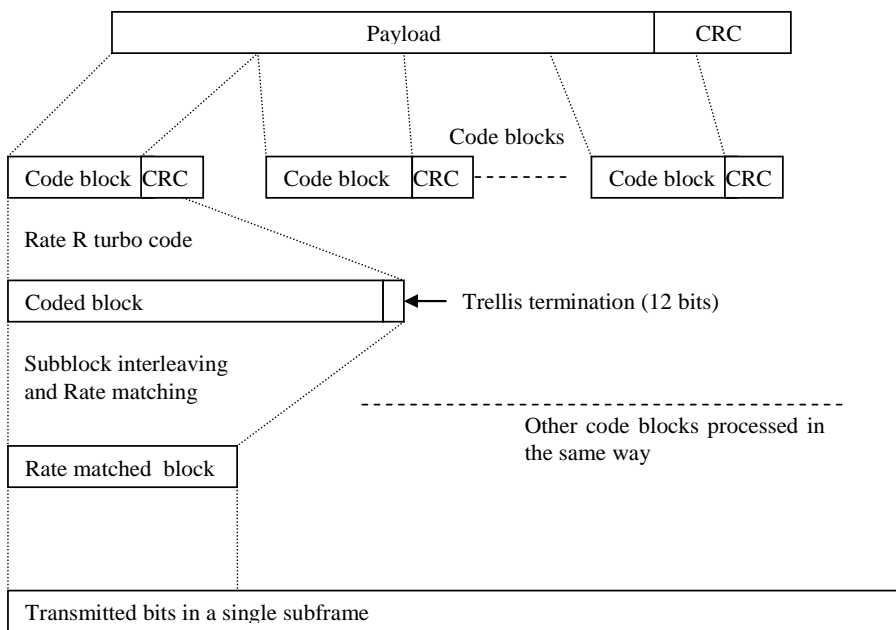 Payload CRC
Code blocks
Code block CRC Code block CRC Code block CRC
Rate R turbo code
Coded block Trellis termination (12 bits)
Subblock interleaving
and Rate matching
Other code blocks processed in
the same way
Rate matched block
Transmitted bits in a single subframe